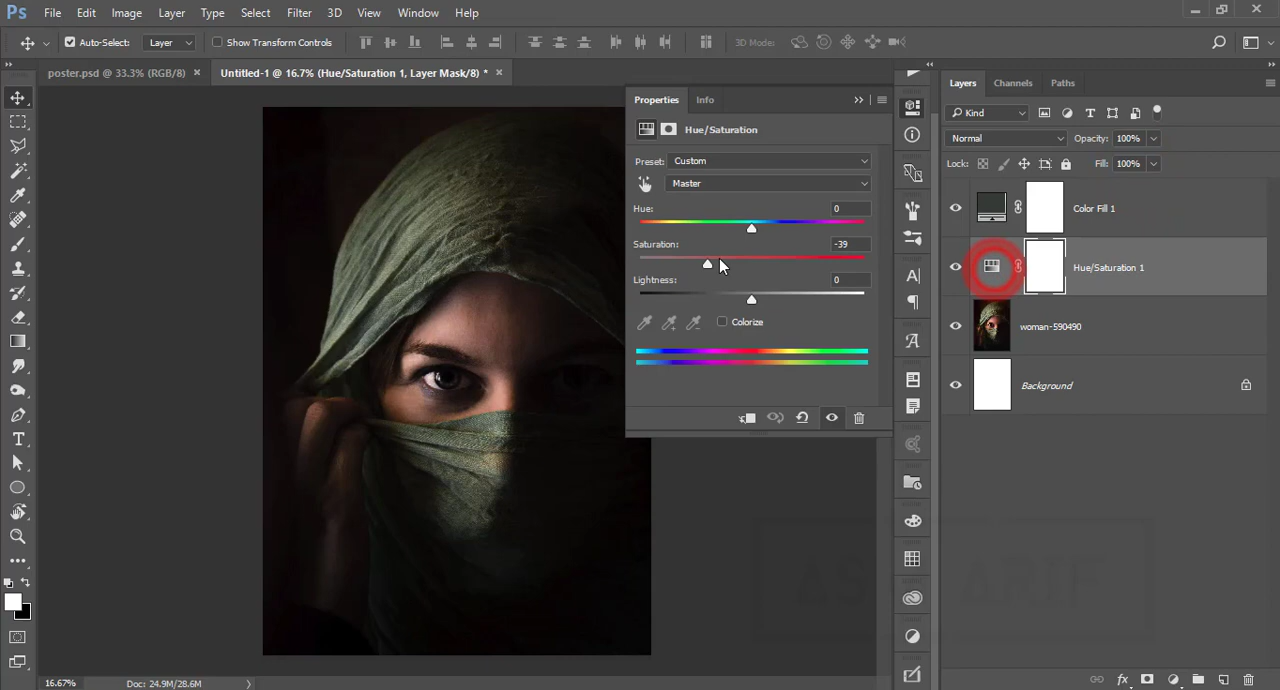 Ps File Edit Image Layer Type Select Filter 3D View Window Help
Auto-Select: Layer Show Transform Controls 3D Mode:
poster.psd @ 33.3% (RGB/8) × Untitled-1 @ 16.7% (Hue/Saturation 1, Layer Mask/8) * ×
Properties Info
Hue/Saturation
Preset: Custom
Master
Hue: 0
Saturation: -39
Lightness: 0
Colorize
Layers Channels Paths
Kind
Normal Opacity: 100%
Lock: Fill: 100%
Color Fill 1
Hue/Saturation 1
woman-590490
Background
ARIF
16.67% Doc: 24.9M/28.6M